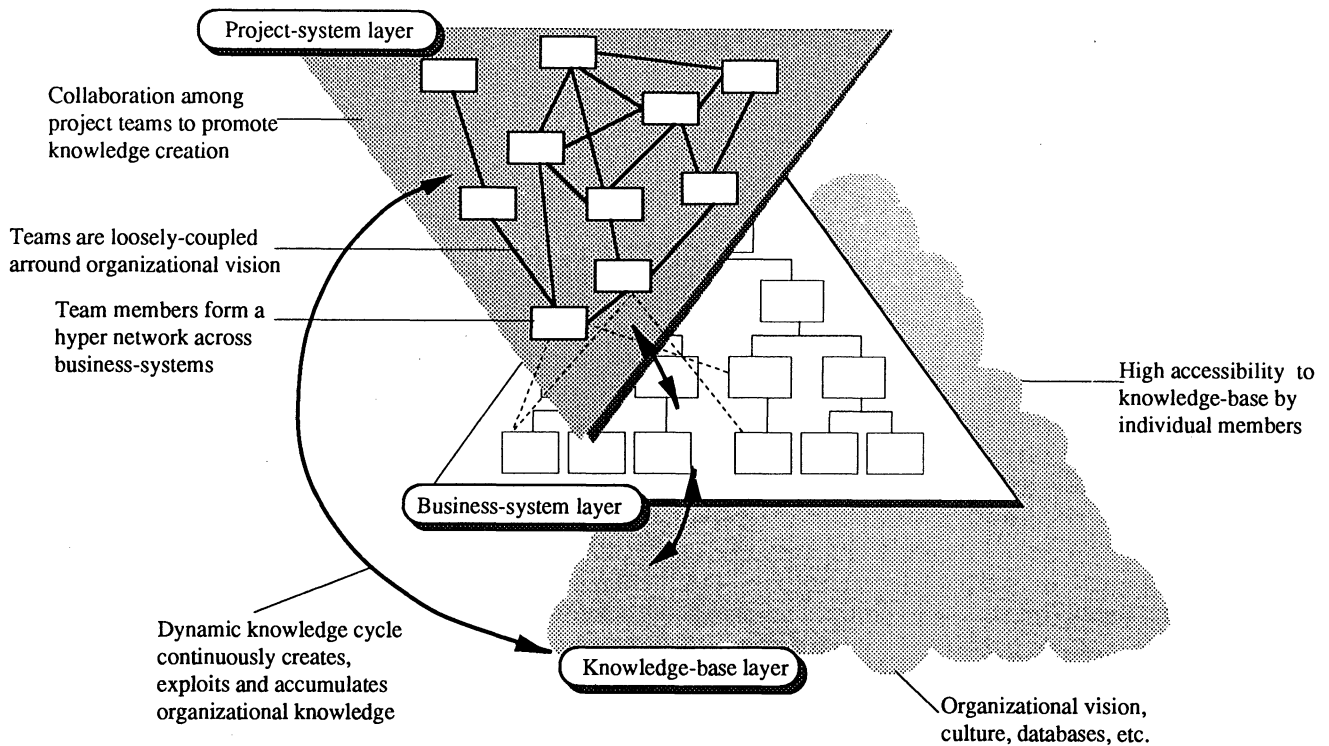 Project-system layer
Collaboration among
project teams to promote
knowledge creation
Teams are loosely-coupled
arround organizational vision
Team members form a
hyper network across
business-systems
High accessibility to
knowledge-base by
individual members
Business-system layer
Dynamic knowledge cycle
continuously creates,
exploits and accumulates
organizational knowledge
Knowledge-base layer
Organizational vision,
culture, databases, etc.